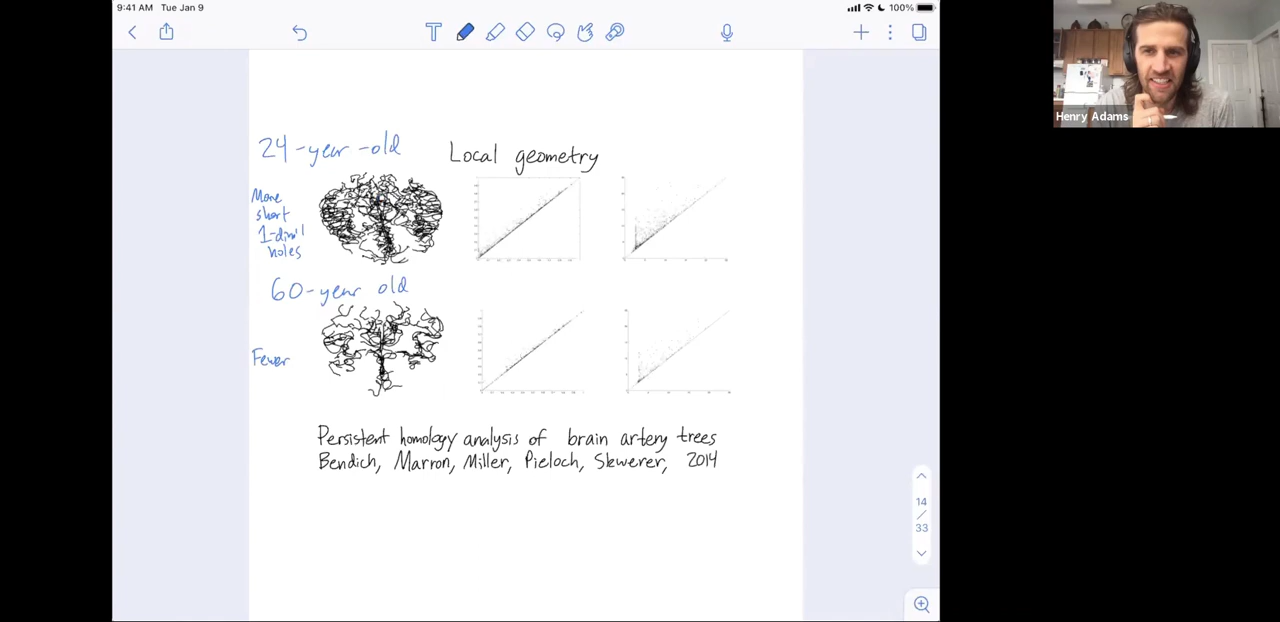 9:41 AM Tue Jan 9
100%
T
Henry Adams
24-year-old
Local geometry
More
short
1-dim'l
holes
60-year old
Fewer
Persistent homology analysis of brain artery trees
Bendich, Marron, Miller, Pieloch, Skwerer, 2014
14
/
33